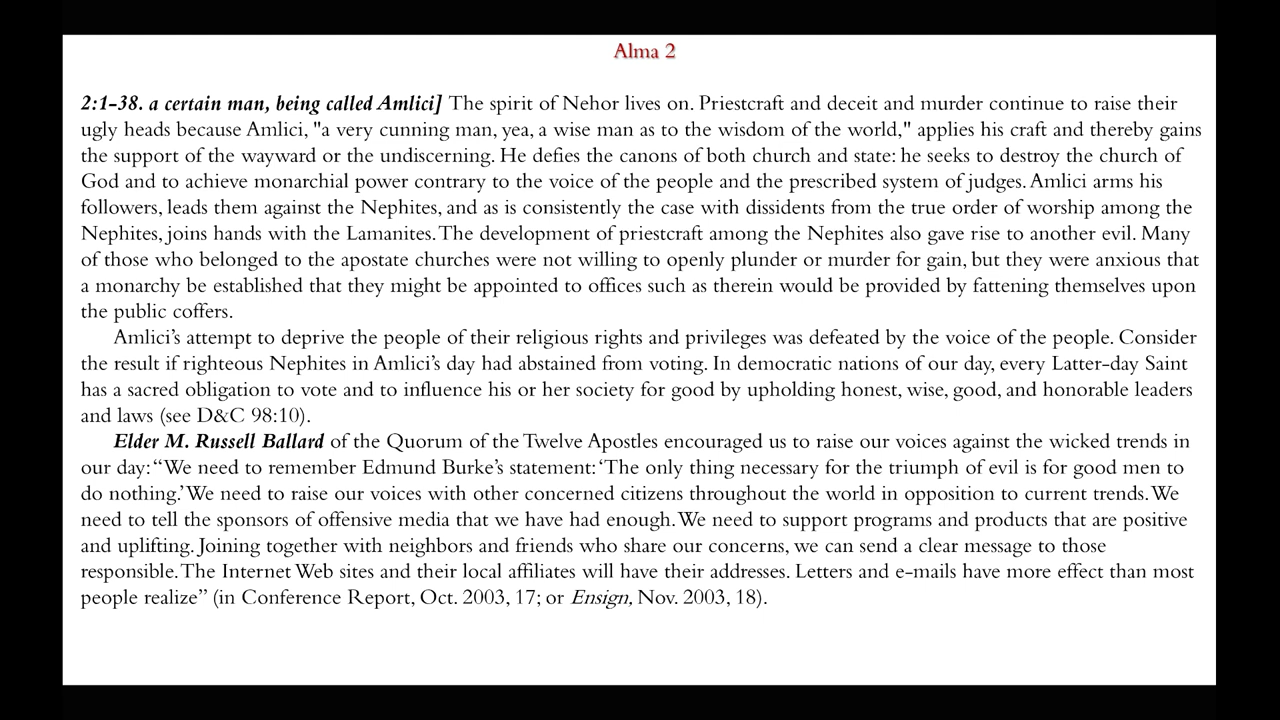 Alma 2
2:1-38. a certain man, being called Amlici] The spirit of Nehor lives on. Priestcraft and deceit and murder continue to raise their
ugly heads because Amlici, "a very cunning man, yea, a wise man as to the wisdom of the world," applies his craft and thereby gains
the support of the wayward or the undiscerning. He defies the canons of both church and state: he seeks to destroy the church of
God and to achieve monarchial power contrary to the voice of the people and the prescribed system of judges. Amlici arms his
followers, leads them against the Nephites, and as is consistently the case with dissidents from the true order of worship among the
Nephites, joins hands with the Lamanites. The development of priestcraft among the Nephites also gave rise to another evil. Many
of those who belonged to the apostate churches were not willing to openly plunder or murder for gain, but they were anxious that
a monarchy be established that they might be appointed to offices such as therein would be provided by fattening themselves upon
the public coffers.
Amlici's attempt to deprive the people of their religious rights and privileges was defeated by the voice of the people. Consider
the result if righteous Nephites in Amlici's day had abstained from voting. In democratic nations of our day, every Latter-day Saint
has a sacred obligation to vote and to influence his or her society for good by upholding honest, wise, good, and honorable leaders
and laws (see D&C 98:10).
Elder M. Russell Ballard of the Quorum of the Twelve Apostles encouraged us to raise our voices against the wicked trends in
our day: “We need to remember Edmund Burke’s statement: ‘The only thing necessary for the triumph of evil is for good men to
do nothing.’ We need to raise our voices with other concerned citizens throughout the world in opposition to current trends. We
need to tell the sponsors of offensive media that we have had enough. We need to support programs and products that are positive
and uplifting. Joining together with neighbors and friends who share our concerns, we can send a clear message to those
responsible. The Internet Web sites and their local affiliates will have their addresses. Letters and e-mails have more effect than most
people realize” (in Conference Report, Oct. 2003, 17; or Ensign, Nov. 2003, 18).